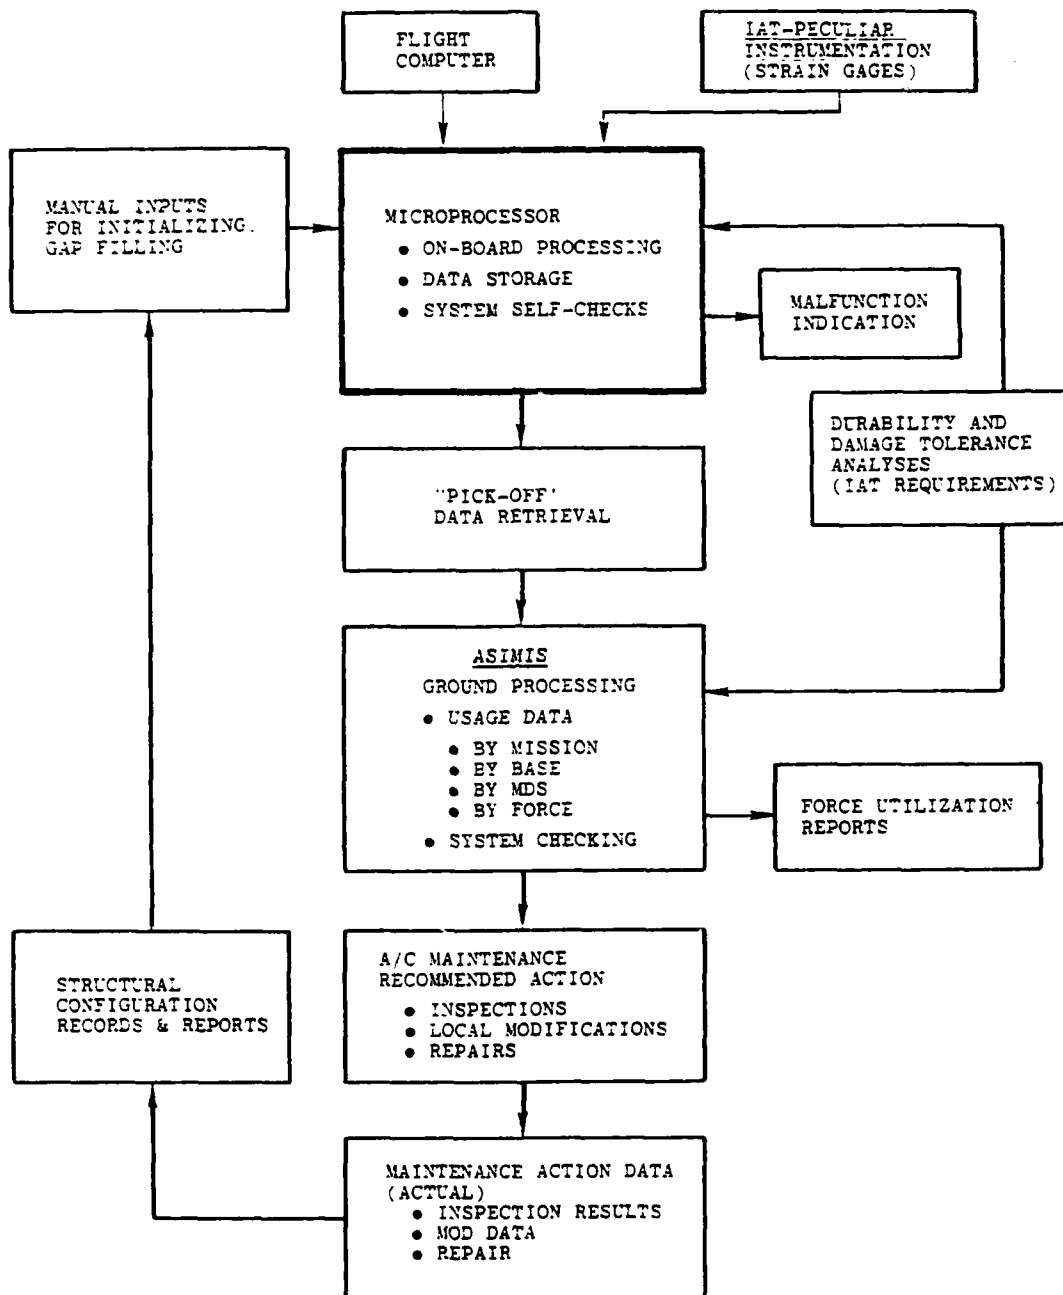 FLIGHT
COMPUTER
IAT-PECULIAR
INSTRUMENTATION
(STRAIN GAGES)
MANUAL INPUTS
FOR INITIALIZING,
GAP FILLING
MICROPROCESSOR
• ON-BOARD PROCESSING
• DATA STORAGE
• SYSTEM SELF-CHECKS
MALFUNCTION
INDICATION
DURABILITY AND
DAMAGE TOLERANCE
ANALYSES
(IAT REQUIREMENTS)
"PICK-OFF'
DATA RETRIEVAL
ASIMIS
GROUND PROCESSING
• USAGE DATA
• BY MISSION
• BY BASE
• BY MDS
• BY FORCE
• SYSTEM CHECKING
FORCE UTILIZATION
REPORTS
A/C MAINTENANCE
RECOMMENDED ACTION
• INSPECTIONS
• LOCAL MODIFICATIONS
• REPAIRS
STRUCTURAL
CONFIGURATION
RECORDS & REPORTS
MAINTENANCE ACTION DATA
(ACTUAL)
• INSPECTION RESULTS
• MOD DATA
• REPAIR